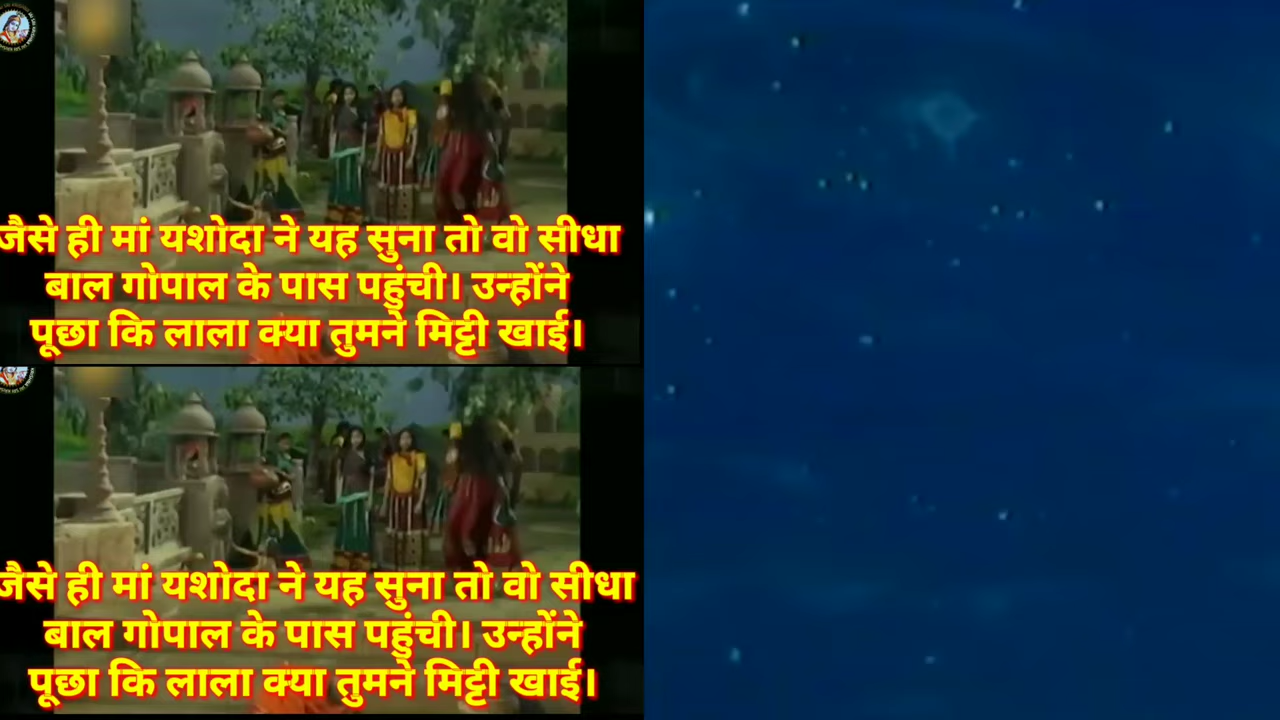 जैसे ही मां यशोदा ने यह सुना तो वो सीधा
बाल गोपाल के पास पहुंची। उन्होंने
पूछा कि लाला क्या तुमने मिट्टी खाई।
जैसे ही मां यशोदा ने यह सुना तो वो सीधा
बाल गोपाल के पास पहुंची। उन्होंने
पूछा कि लाला क्या तुमने मिट्टी खाई।